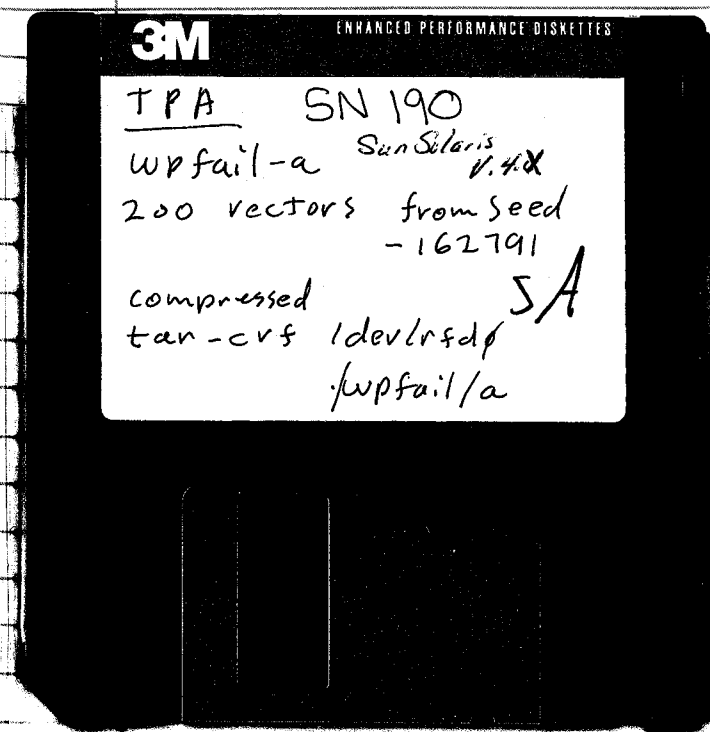 3M ENHANCED PERFORMANCE DISKETTES
TPA SN 190
wpfail-a Sun Solaris V.4.X
200 vectors from seed
-162791
compressed 5A
tar -cvf /dev/rfd0
./wpfail/a